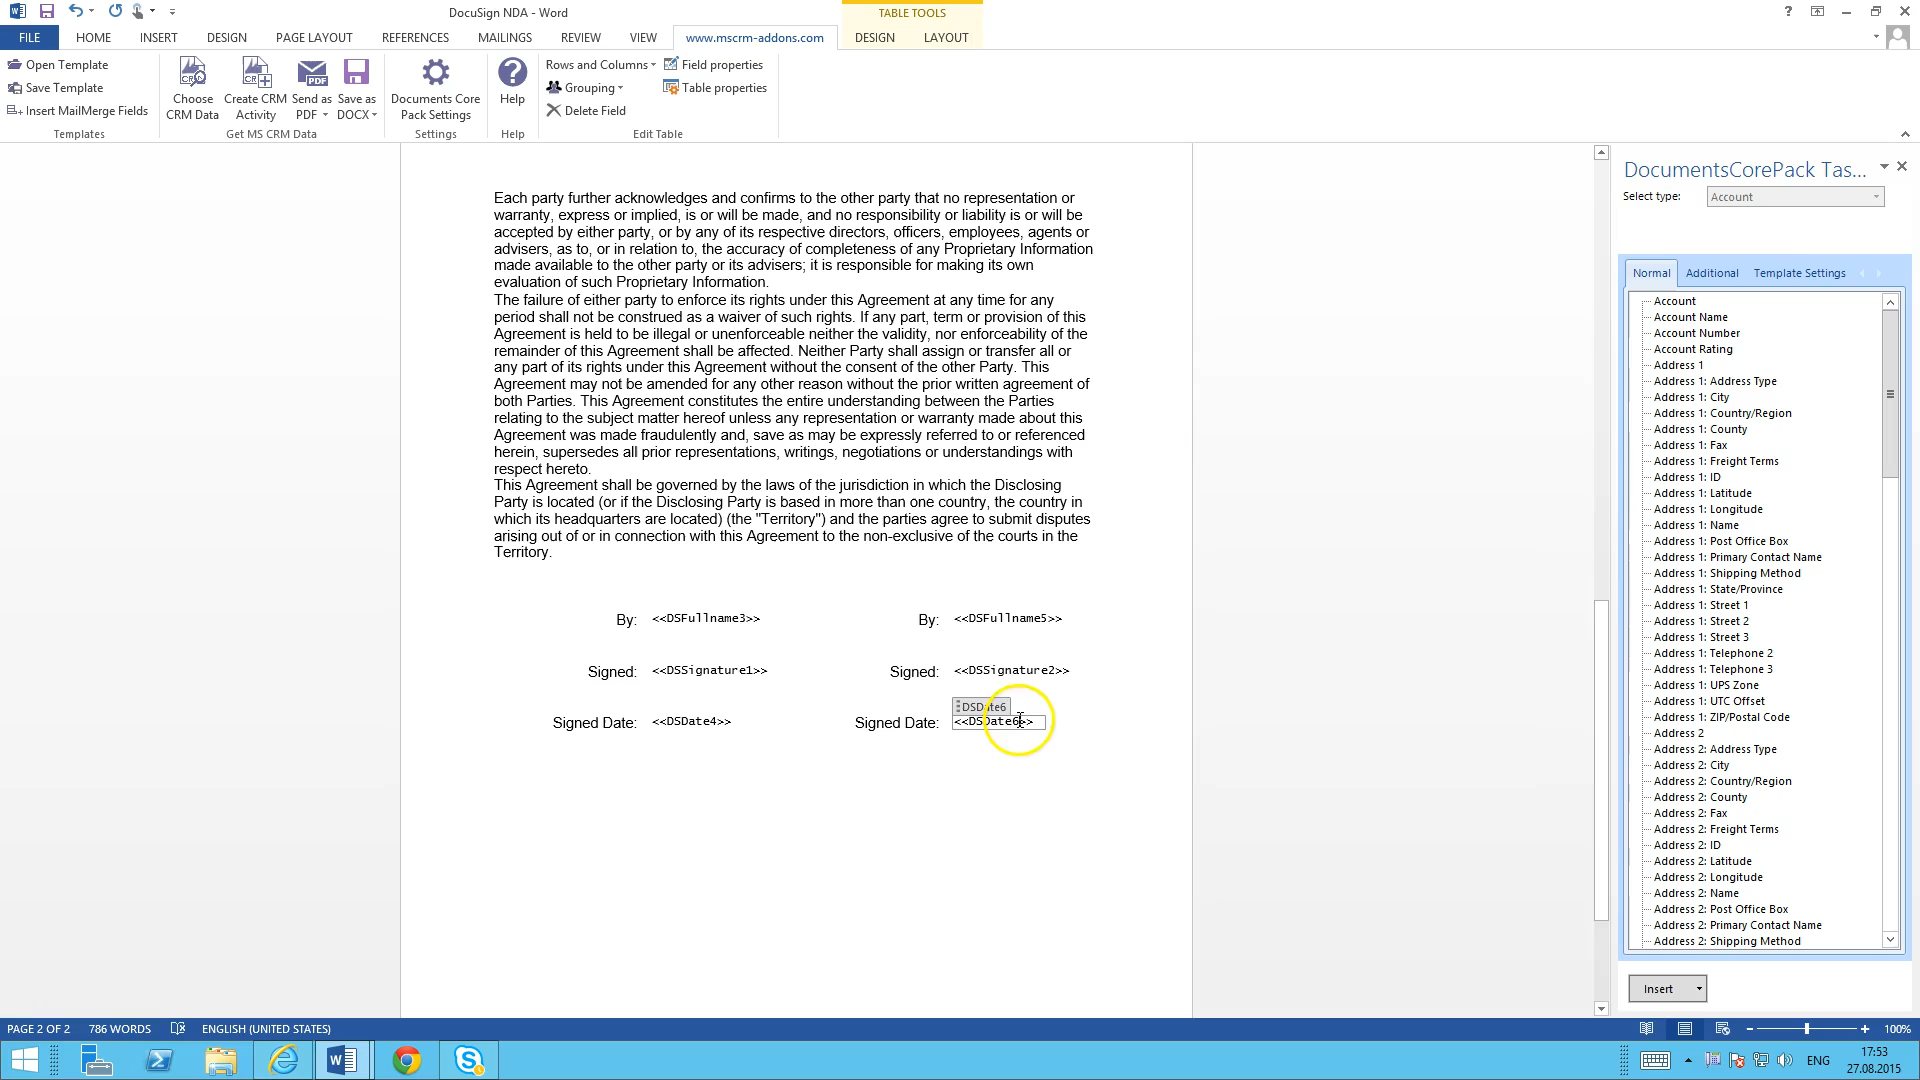 DocuSign NDA - Word
TABLE TOOLS
?
FILE HOME INSERT DESIGN PAGE LAYOUT REFERENCES MAILINGS REVIEW VIEW www.mscrm-addons.com DESIGN LAYOUT
Open Template
Save Template
Insert MailMerge Fields
Templates
Choose CRM Data
Create CRM Activity
Send as PDF
Save as DOCX
Get MS CRM Data
Documents Core Pack Settings
Settings
Help
Help
Rows and Columns
Grouping
Delete Field
Field properties
Table properties
Edit Table
Each party further acknowledges and confirms to the other party that no representation or
warranty, express or implied, is or will be made, and no responsibility or liability is or will be
accepted by either party, or by any of its respective directors, officers, employees, agents or
advisers, as to, or in relation to, the accuracy of completeness of any Proprietary Information
made available to the other party or its advisers; it is responsible for making its own
evaluation of such Proprietary Information.
The failure of either party to enforce its rights under this Agreement at any time for any
period shall not be construed as a waiver of such rights. If any part, term or provision of this
Agreement is held to be illegal or unenforceable neither the validity, nor enforceability of the
remainder of this Agreement shall be affected. Neither Party shall assign or transfer all or
any part of its rights under this Agreement without the consent of the other Party. This
Agreement may not be amended for any other reason without the prior written agreement of
both Parties. This Agreement constitutes the entire understanding between the Parties
relating to the subject matter hereof unless any representation or warranty made about this
Agreement was made fraudulently and, save as may be expressly referred to or referenced
herein, supersedes all prior representations, writings, negotiations or understandings with
respect hereto.
This Agreement shall be governed by the laws of the jurisdiction in which the Disclosing
Party is located (or if the Disclosing Party is based in more than one country, the country in
which its headquarters are located) (the "Territory") and the parties agree to submit disputes
arising out of or in connection with this Agreement to the non-exclusive of the courts in the
Territory.
By: <<DSFullname3>> By: <<DSFullname5>>
Signed: <<DSSignature1>> Signed: <<DSSignature2>>
DSDate6
Signed Date: <<DSDate4>> Signed Date: <<DSDate6>>
DocumentsCorePack Tas...
Select type: Account
Normal Additional Template Settings
Account
Account Name
Account Number
Account Rating
Address 1
Address 1: Address Type
Address 1: City
Address 1: Country/Region
Address 1: County
Address 1: Fax
Address 1: Freight Terms
Address 1: ID
Address 1: Latitude
Address 1: Longitude
Address 1: Name
Address 1: Post Office Box
Address 1: Primary Contact Name
Address 1: Shipping Method
Address 1: State/Province
Address 1: Street 1
Address 1: Street 2
Address 1: Street 3
Address 1: Telephone 2
Address 1: Telephone 3
Address 1: UPS Zone
Address 1: UTC Offset
Address 1: ZIP/Postal Code
Address 2
Address 2: Address Type
Address 2: City
Address 2: Country/Region
Address 2: County
Address 2: Fax
Address 2: Freight Terms
Address 2: ID
Address 2: Latitude
Address 2: Longitude
Address 2: Name
Address 2: Post Office Box
Address 2: Primary Contact Name
Address 2: Shipping Method
Insert
PAGE 2 OF 2 786 WORDS ENGLISH (UNITED STATES) 100%
ENG
17:53
27.08.2015